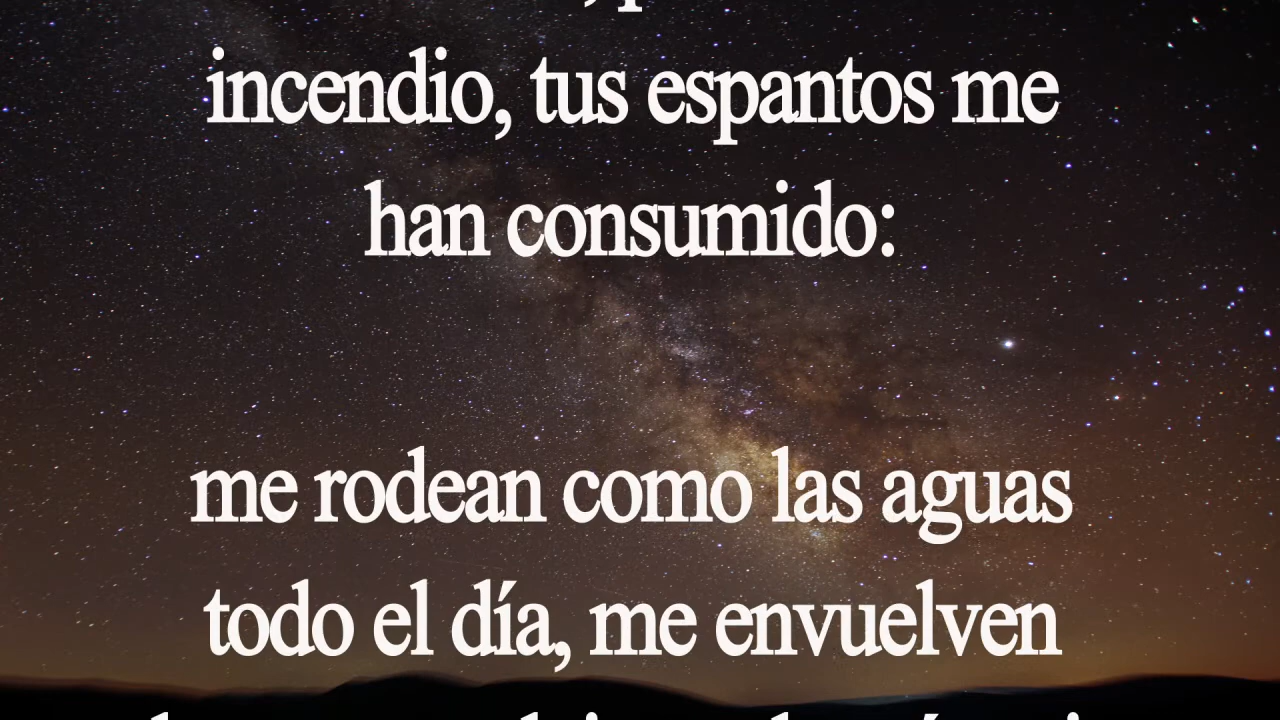 incendio, tus espantos me
han consumido:
me rodean como las aguas
todo el día, me envuelven